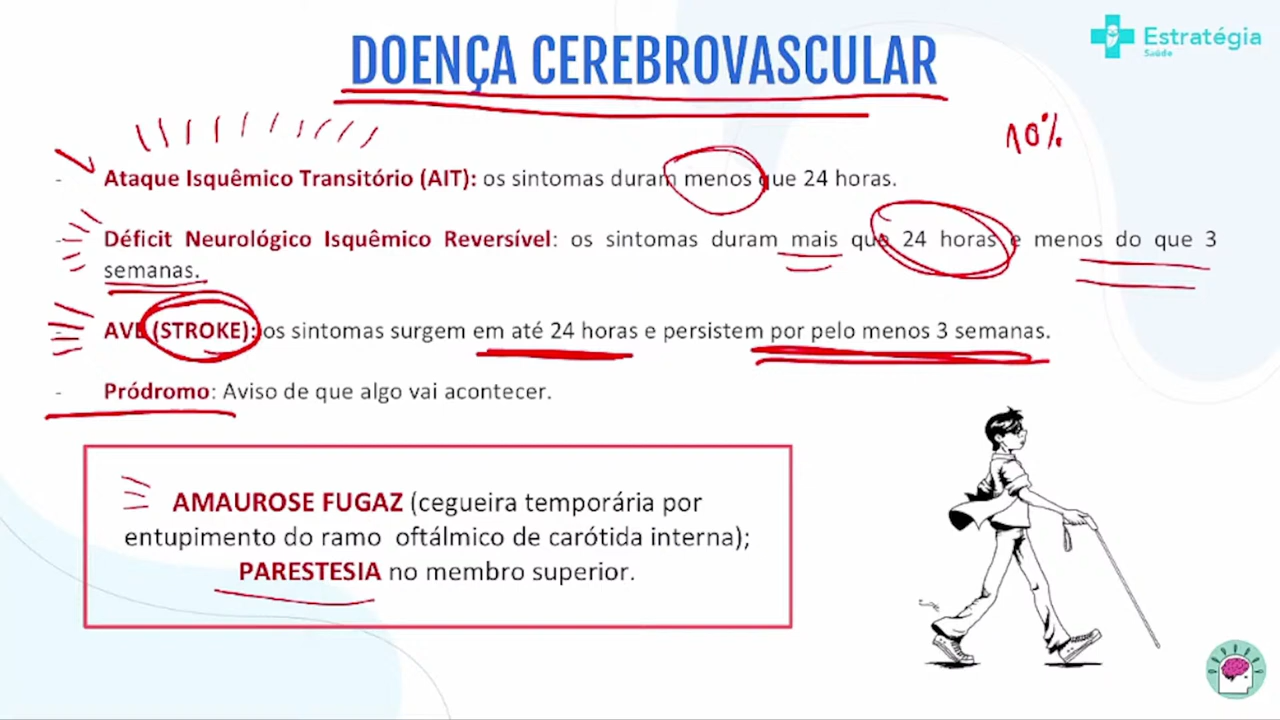 DOENÇA CEREBROVASCULAR
Estratégia
Saúde
10%
- Ataque Isquêmico Transitório (AIT): os sintomas duram menos que 24 horas.
- Déficit Neurológico Isquêmico Reversível: os sintomas duram mais que 24 horas e menos do que 3
semanas.
- AVE (STROKE): os sintomas surgem em até 24 horas e persistem por pelo menos 3 semanas.
- Pródromo: Aviso de que algo vai acontecer.
AMAUROSE FUGAZ (cegueira temporária por
entupimento do ramo oftálmico de carótida interna);
PARESTESIA no membro superior.